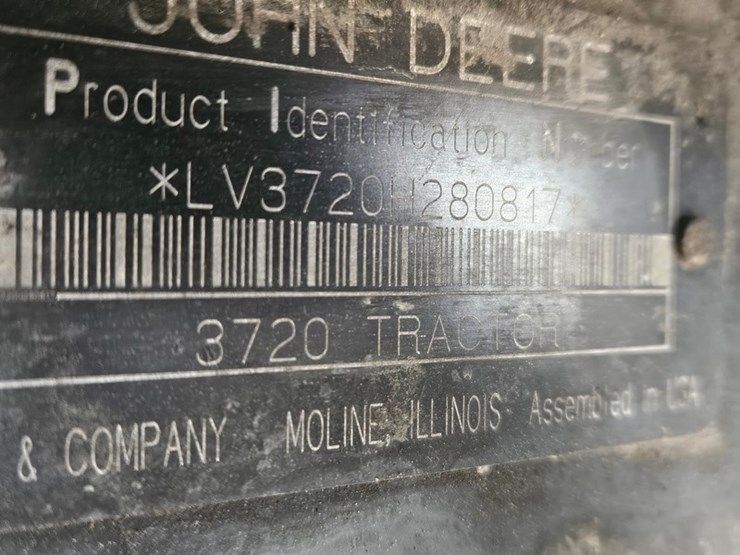 JOHN DEERE
Product Identification Number
*LV3720H280817*
3720 TRACTOR
& COMPANY MOLINE, ILLINOIS Assembled in USA